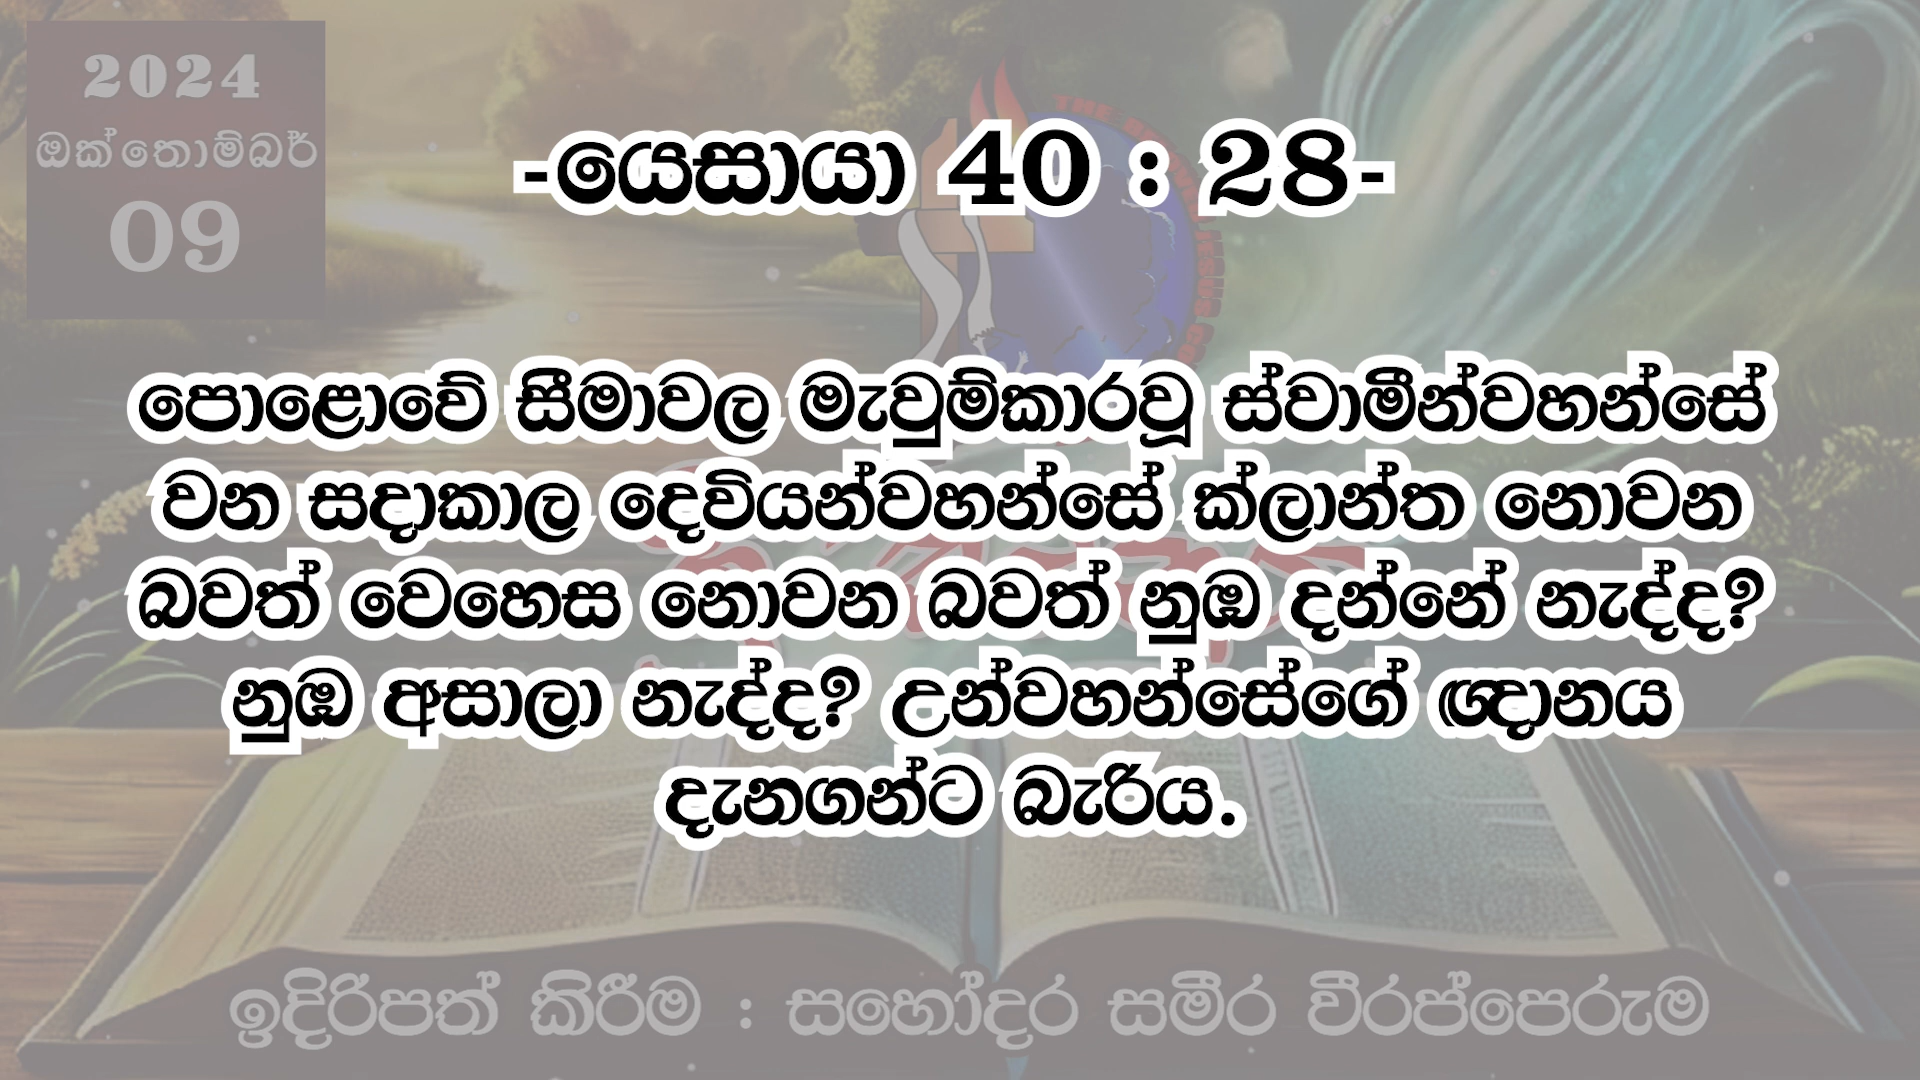 2024
ඔක්තොම්බර්
09
-යෙසායා 40 : 28-
පොළොවේ සීමාවල මැවුම්කාරවූ ස්වාමීන්වහන්සේ
වන සදාකාල දෙවියන්වහන්සේ ක්ලාන්ත නොවන
බවත් වෙහෙස නොවන බවත් නුඹ දන්නේ නැද්ද?
නුඹ අසාලා නැද්ද? උන්වහන්සේගේ ඥානය
දැනගන්ට බැරිය.
ඉදිරිපත් කිරීම : සහෝදර සමීර වීරප්පෙරුම